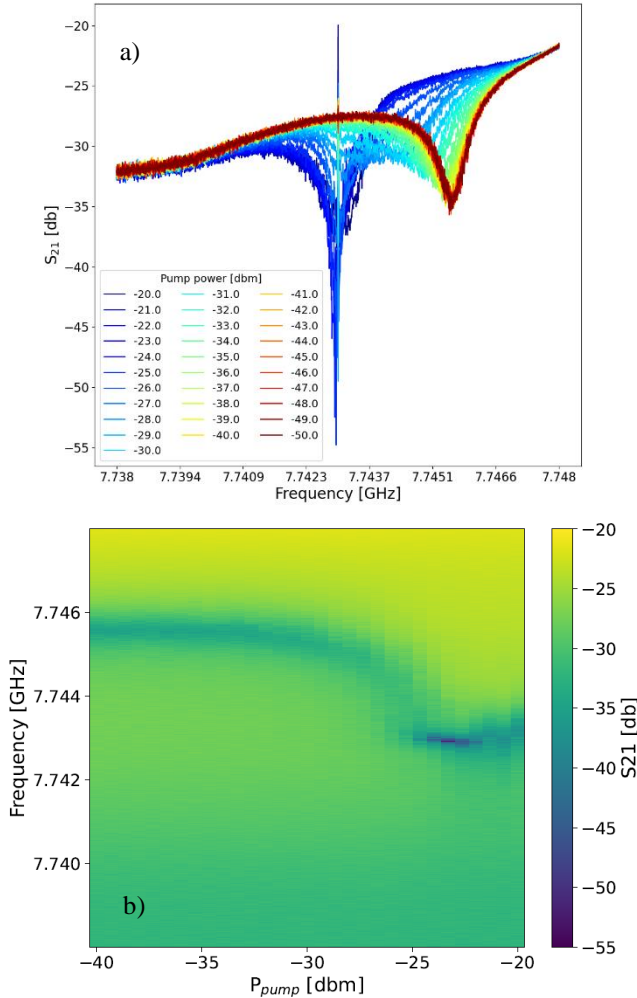 a)
−20
−25
−30
−35
−40
−45
−50
−55
S21 [db]
Pump power [dbm]
-20.0 -31.0 -41.0
-21.0 -32.0 -42.0
-22.0 -33.0 -43.0
-23.0 -34.0 -44.0
-24.0 -35.0 -45.0
-25.0 -36.0 -46.0
-26.0 -37.0 -47.0
-27.0 -38.0 -48.0
-28.0 -39.0 -49.0
-29.0 -40.0 -50.0
-30.0
7.738 7.7394 7.7409 7.7423 7.7437 7.7451 7.7466 7.748
Frequency [GHz]
b)
7.746
7.744
7.742
7.740
Frequency [GHz]
−40 −35 −30 −25 −20
Ppump [dbm]
−20
−25
−30
−35
−40
−45
−50
−55
S21 [db]